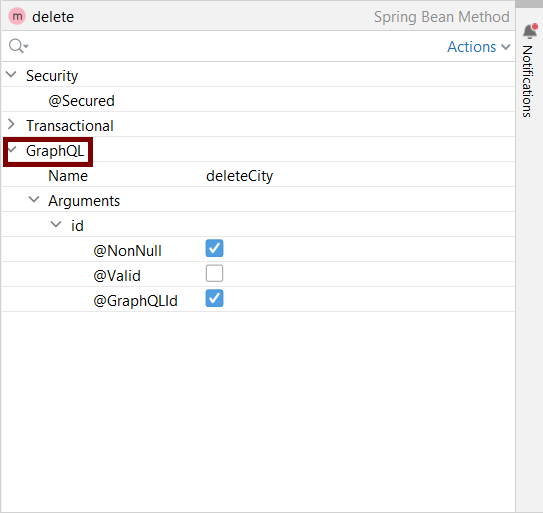 m delete Spring Bean Method
Actions
Security
@Secured
Transactional
GraphQL
Name deleteCity
Arguments
id
@NonNull
@Valid
@GraphQLId
Notifications